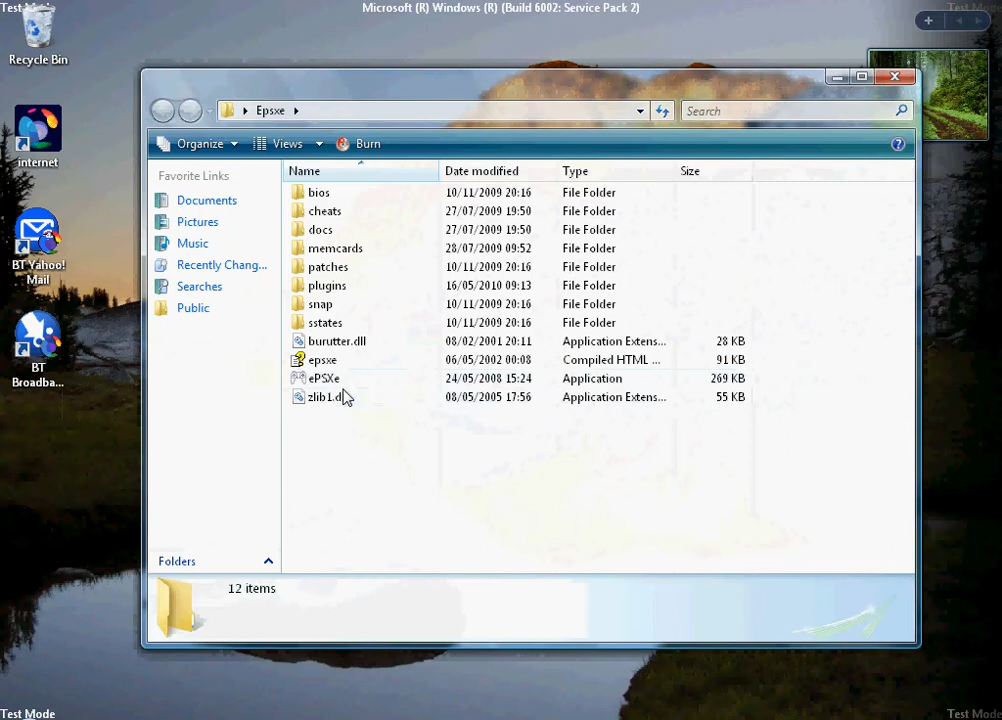 Test Mode
Microsoft (R) Windows (R) (Build 6002: Service Pack 2)
Test Mode
Recycle Bin
internet
BT Yahoo!
Mail
BT
Broadba...
Epsxe
Search
Organize
Views
Burn
Favorite Links
Documents
Pictures
Music
Recently Chang...
Searches
Public
Folders
Name Date modified Type Size
bios 10/11/2009 20:16 File Folder
cheats 27/07/2009 19:50 File Folder
docs 27/07/2009 19:50 File Folder
memcards 28/07/2009 09:52 File Folder
patches 10/11/2009 20:16 File Folder
plugins 16/05/2010 09:13 File Folder
snap 10/11/2009 20:16 File Folder
sstates 10/11/2009 20:16 File Folder
burutter.dll 08/02/2001 20:11 Application Extens... 28 KB
epsxe 06/05/2002 00:08 Compiled HTML ... 91 KB
ePSXe 24/05/2008 15:24 Application 269 KB
08/05/2005 17:56 Application Extens... 55 KB
12 items
Test Mode
Test Mode